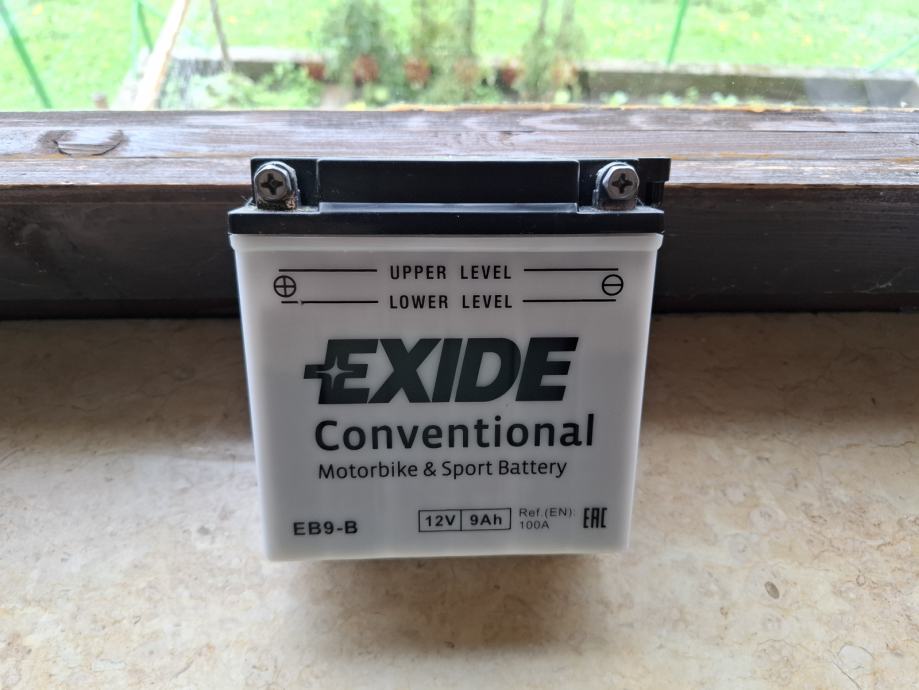 UPPER LEVEL
⊕ ⊖
LOWER LEVEL
EXIDE
Conventional
Motorbike & Sport Battery
EB9-B 12V 9Ah Ref.(EN): 100A EAC